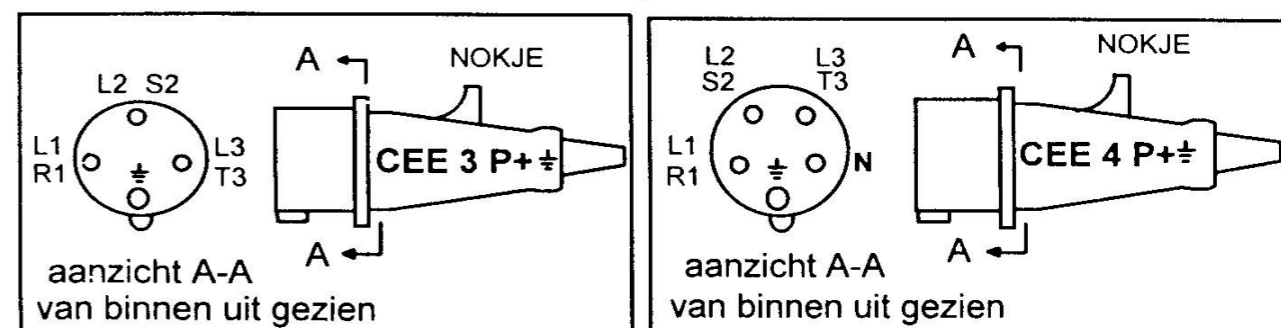 L2 S2
L1
R1
L3
T3
A
NOKJE
CEE 3 P+
A
aanzicht A-A
van binnen uit gezien
L2
S2
L3
T3
L1
R1
N
A
NOKJE
CEE 4 P+
A
aanzicht A-A
van binnen uit gezien